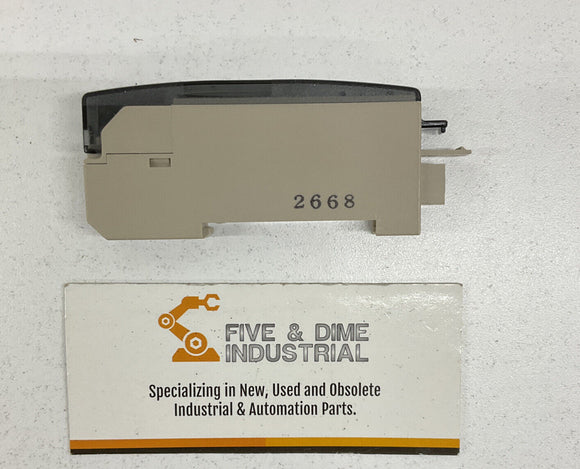 2668
FIVE & DIME
INDUSTRIAL
Specializing in New, Used and Obsolete
Industrial & Automation Parts.